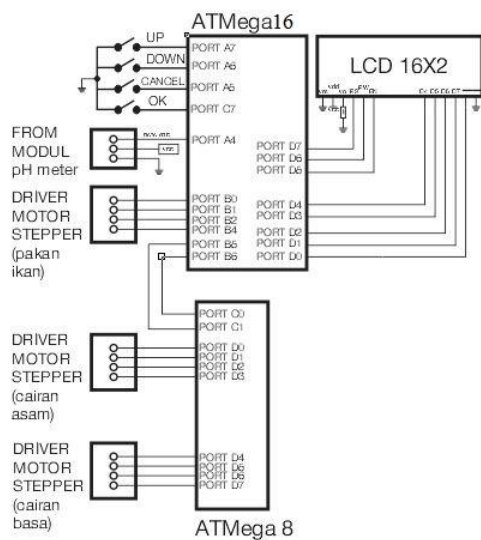 ATMega16
UP
DOWN
CANCEL
OK
PORT A7
PORT A6
PORT A5
PORT C7
LCD 16X2
FROM
MODUL
pH meter
PORT A4
PORT D7
PORT D6
PORT D5
DRIVER
MOTOR
STEPPER
(pakan
ikan)
PORT B0
PORT B1
PORT B2
PORT B4
PORT B5
PORT B6
PORT D4
PORT D3
PORT D2
PORT D1
PORT D0
PORT C0
PORT C1
DRIVER
MOTOR
STEPPER
(cairan
asam)
PORT D0
PORT D1
PORT D2
PORT D3
DRIVER
MOTOR
STEPPER
(cairan
basa)
PORT D4
PORT D5
PORT D6
PORT D7
ATMega 8